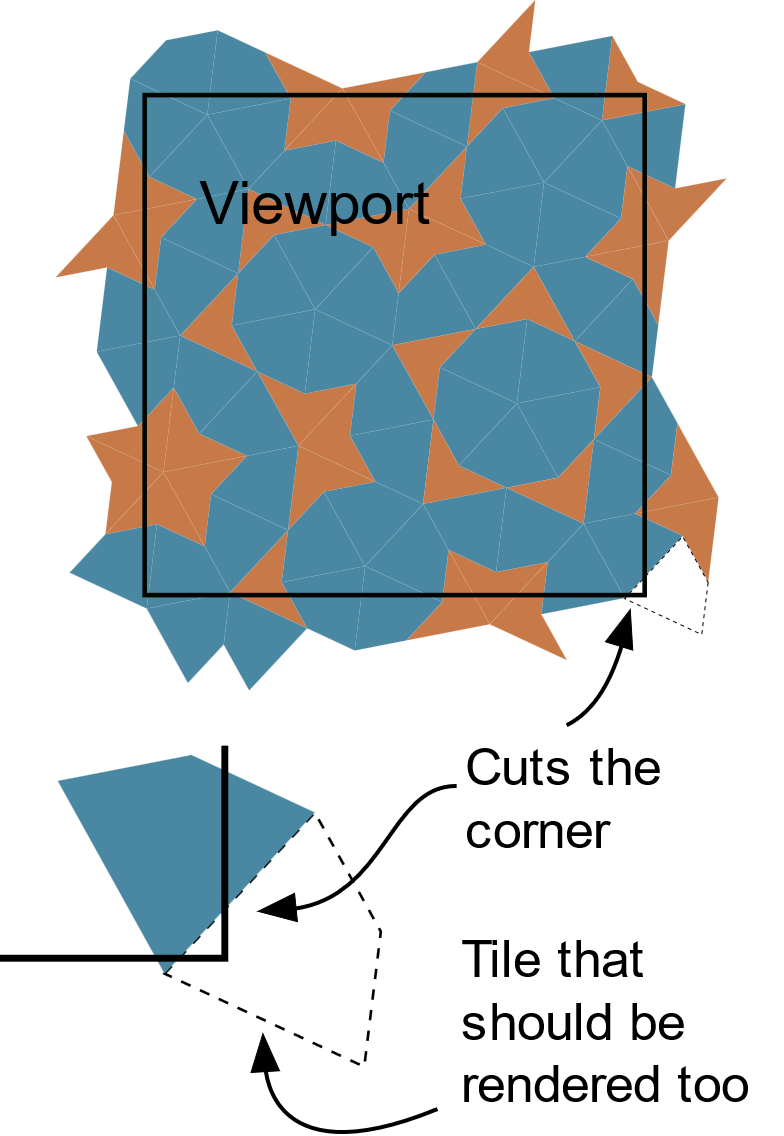 Viewport
Cuts the
corner
Tile that
should be
rendered too